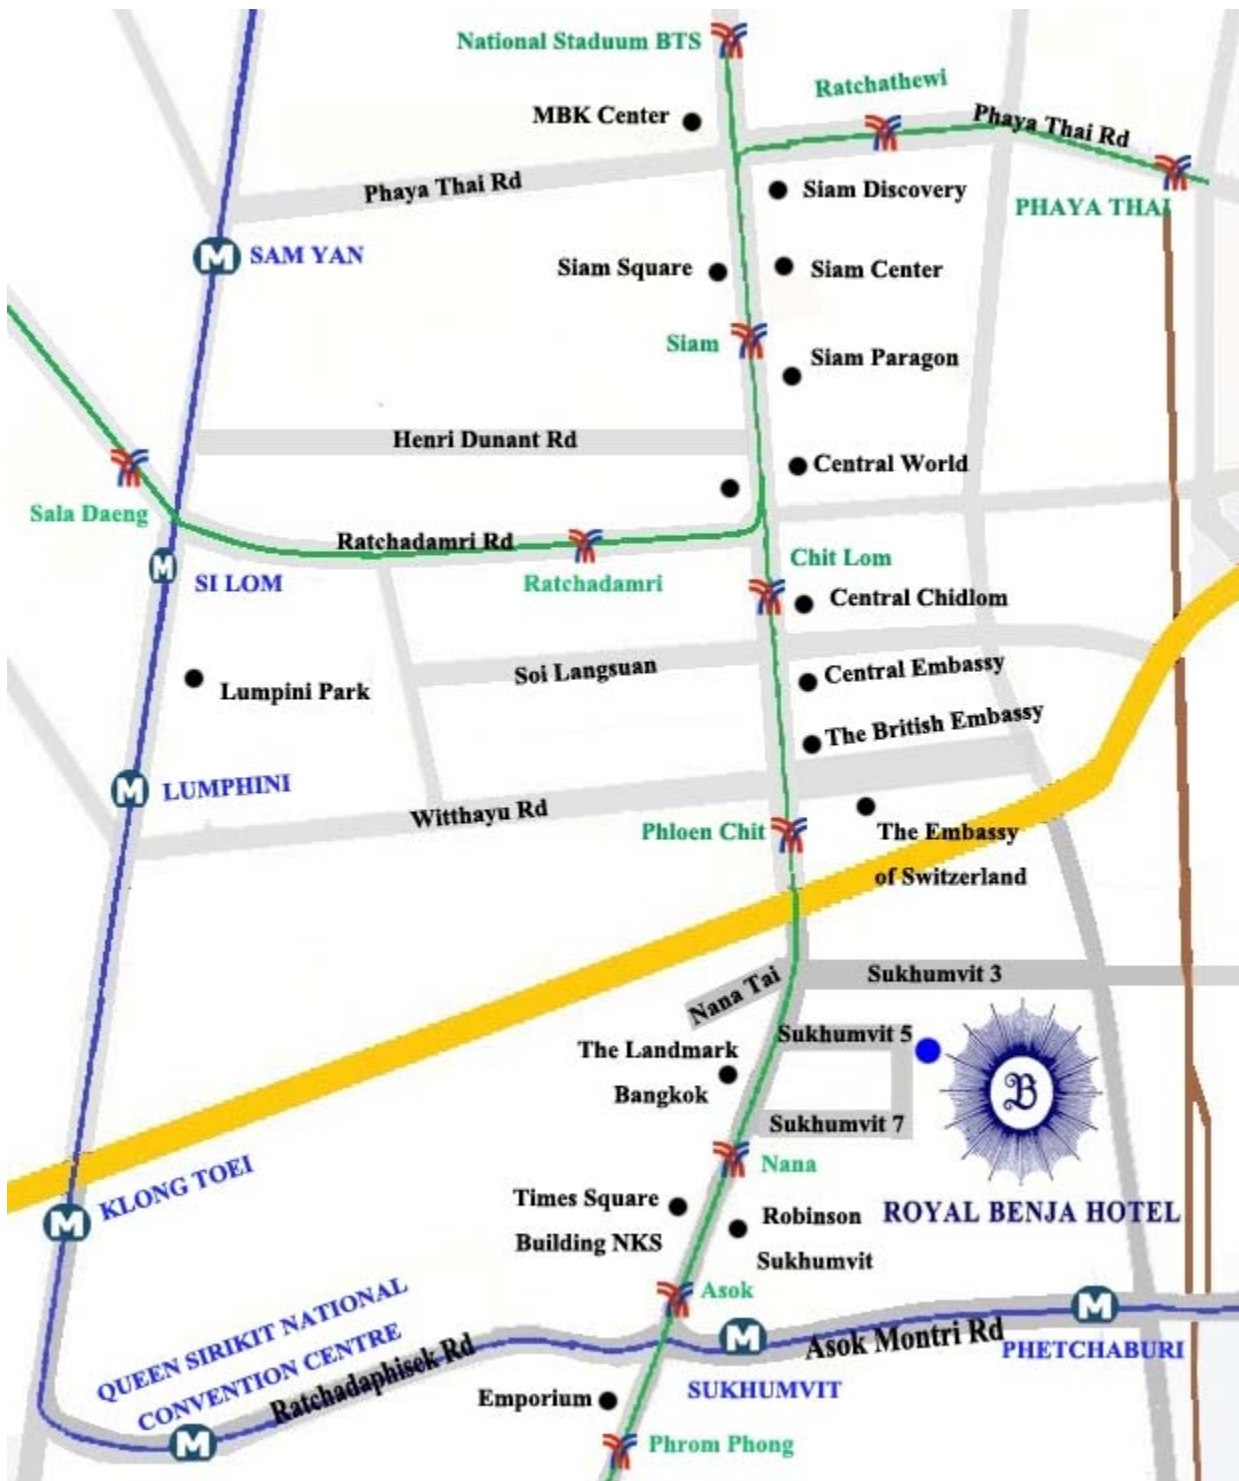 National Staduum BTS
Ratchathewi
MBK Center
Phaya Thai Rd
Phaya Thai Rd
Siam Discovery
PHAYA THAI
M
SAM YAN
Siam Square
Siam Center
Siam
Siam Paragon
Henri Dunant Rd
Central World
Sala Daeng
Ratchadamri Rd
Chit Lom
M
SI LOM
Ratchadamri
Central Chidlom
Soi Langsuan
Central Embassy
Lumpini Park
The British Embassy
M
LUMPHINI
Witthayu Rd
Phloen Chit
The Embassy
of Switzerland
Nana Tai
Sukhumvit 3
Sukhumvit 5
The Landmark
Bangkok
B
Sukhumvit 7
Nana
M
KLONG TOEI
Times Square
Building NKS
Robinson
Sukhumvit
ROYAL BENJA HOTEL
Asok
M
QUEEN SIRIKIT NATIONAL
CONVENTION CENTRE
Ratchadaphisek Rd
M
Asok Montri Rd
PHETCHABURI
SUKHUMVIT
Emporium
M
Phrom Phong